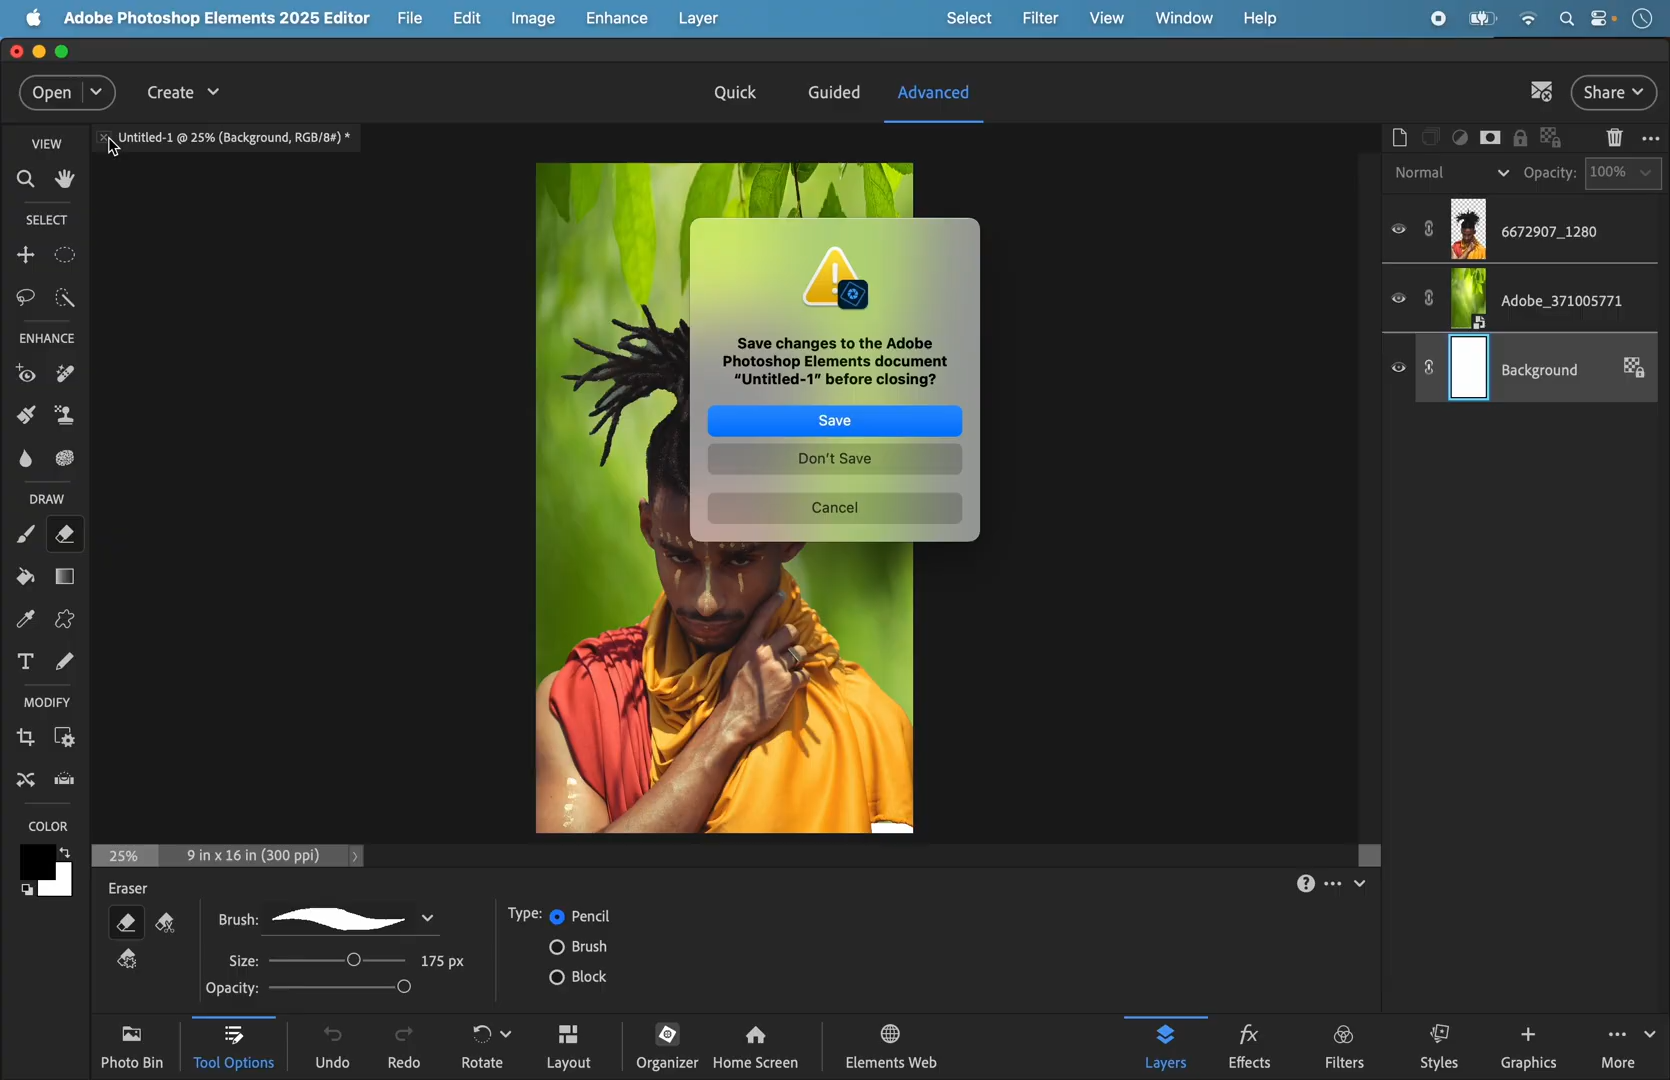 Adobe Photoshop Elements 2025 Editor File Edit Image Enhance Layer Select Filter View Window Help
Open Create Quick Guided Advanced Share
VIEW
Untitled-1 @ 25% (Background, RGB/8#) *
Normal Opacity: 100%
SELECT
6672907_1280
Adobe_371005771
Background
ENHANCE
Save changes to the Adobe
Photoshop Elements document
“Untitled-1” before closing?
Save
Don’t Save
Cancel
DRAW
MODIFY
COLOR
25% 9 in x 16 in (300 ppi)
Eraser
Brush:
Size: 175 px
Opacity:
Type: Pencil
Brush
Block
Photo Bin Tool Options Undo Redo Rotate Layout Organizer Home Screen Elements Web Layers Effects Filters Styles Graphics More